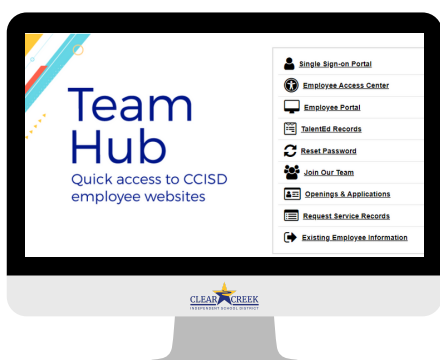 Team
Hub
Quick access to CCISD
employee websites
Single Sign-on Portal
Employee Access Center
Employee Portal
TalentEd Records
Reset Password
Join Our Team
Openings & Applications
Request Service Records
Existing Employee Information
CLEAR CREEK
INDEPENDENT SCHOOL DISTRICT